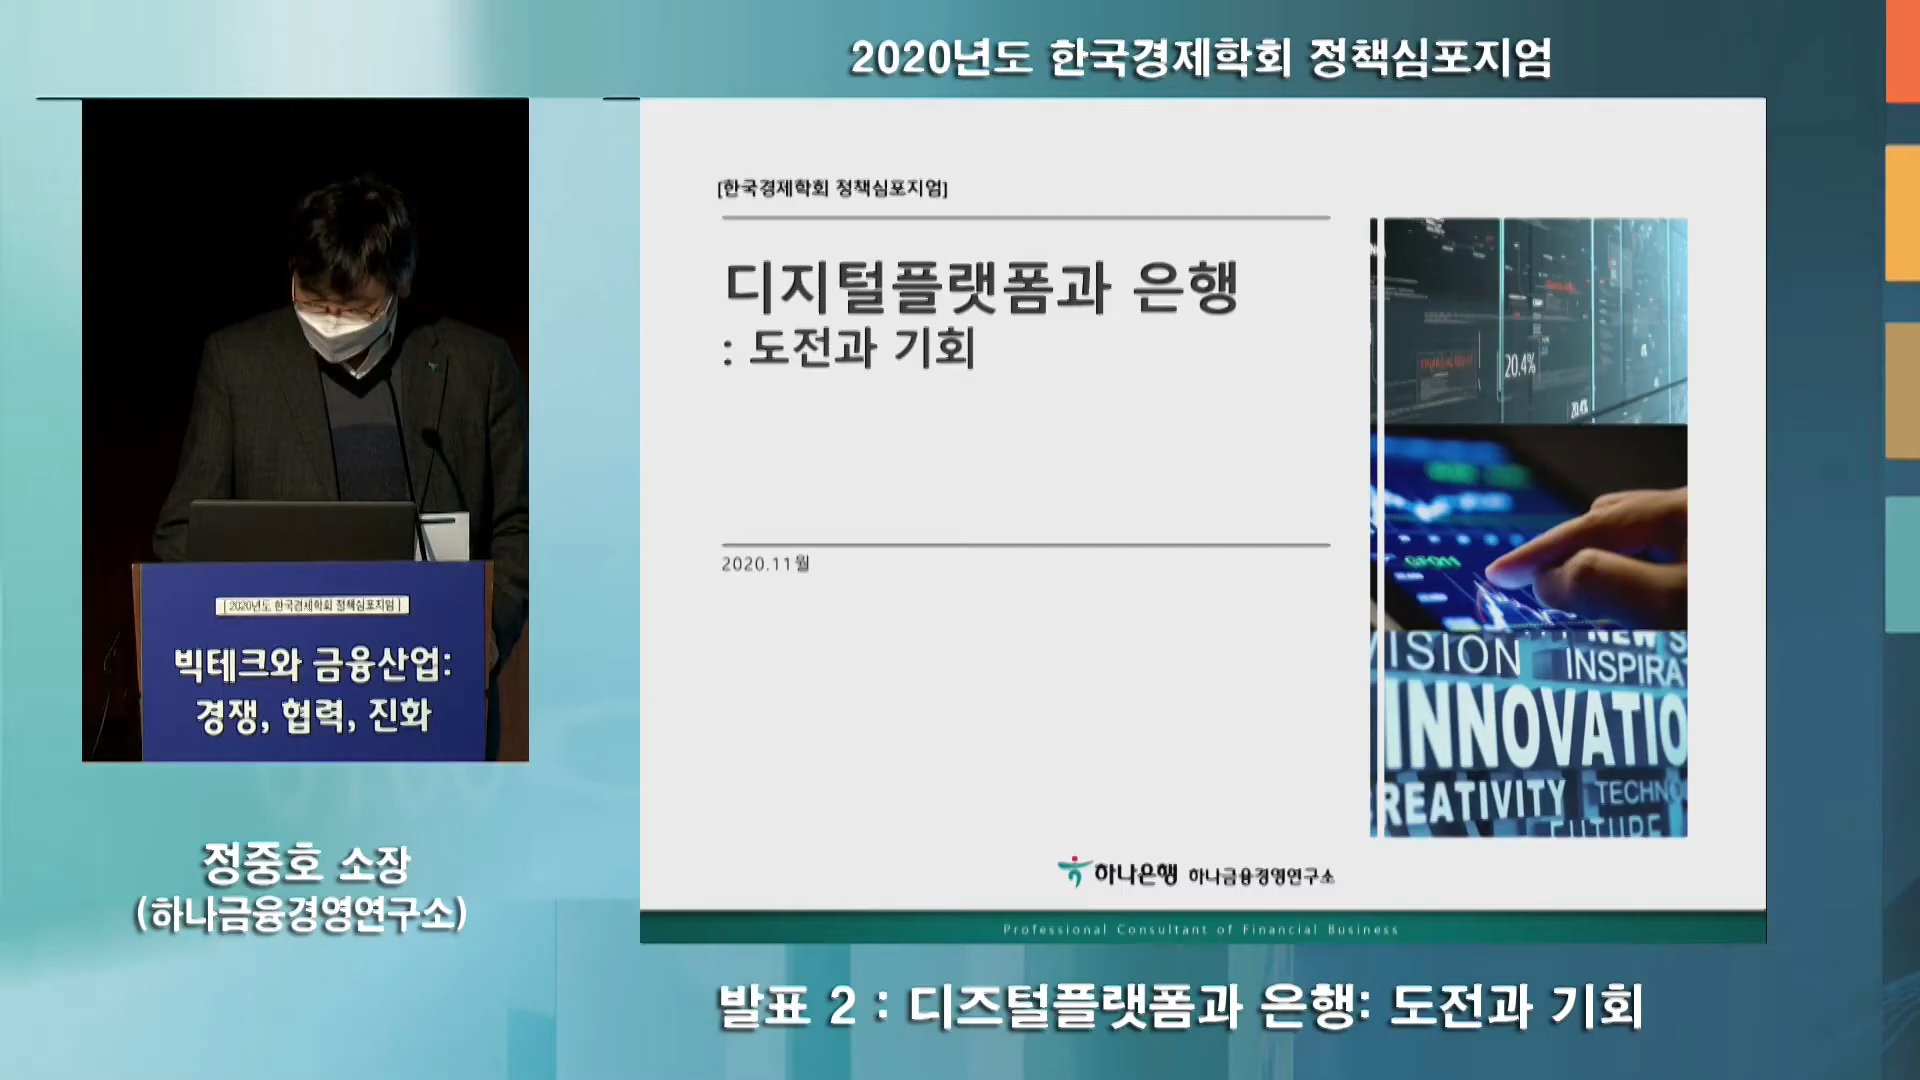 2020년도 한국경제학회 정책심포지엄
[한국경제학회 정책심포지엄]
디지털플랫폼과 은행
: 도전과 기회
2020.11월
20.4%
20.4%
VISION
NEW S
INSPIRA
INNOVATIO
CREATIVITY
TECHNO
FUTURE
하나은행 하나금융경영연구소
Professional Consultant of Financial Business
[ 2020년도 한국경제학회 정책심포지엄 ]
빅테크와 금융산업:
경쟁, 협력, 진화
정중호 소장
(하나금융경영연구소)
발표 2 : 디즈털플랫폼과 은행: 도전과 기회